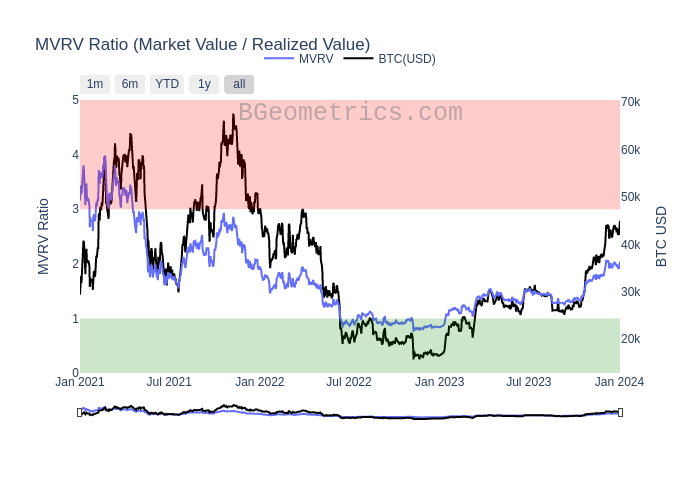 MVRV Ratio (Market Value / Realized Value)
MVRV BTC(USD)
1m 6m YTD 1y all
BGeometrics.com
5
4
3
2
1
0
MVRV Ratio
70k
60k
50k
40k
30k
20k
BTC USD
Jan 2021 Jul 2021 Jan 2022 Jul 2022 Jan 2023 Jul 2023 Jan 2024